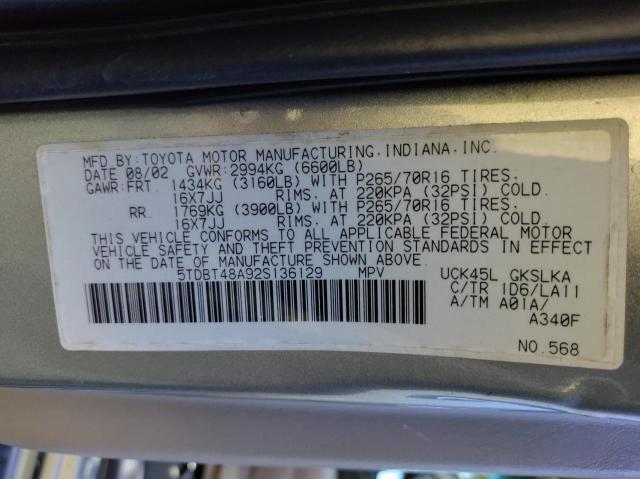 MFD BY: TOYOTA MOTOR MANUFACTURING, INDIANA, INC.
DATE 08/02 GVWR: 2994KG (6600LB)
GAWR: FRT. 1434KG (3160LB) WITH P265/70R16 TIRES.
16X7JJ RIMS. AT 220KPA (32PSI) COLD.
RR. 1769KG (3900LB) WITH P265/70R16 TIRES.
16X7JJ RIMS. AT 220KPA (32PSI) COLD.
THIS VEHICLE CONFORMS TO ALL APPLICABLE FEDERAL MOTOR
VEHICLE SAFETY AND THEFT PREVENTION STANDARDS IN EFFECT
ON THE DATE OF MANUFACTURE SHOWN ABOVE.
5TDBT48A92S136129 MPV UCK45L GKSLKA
C/TR 1D6/LA11
A/TM A01A/
A340F
NO.568